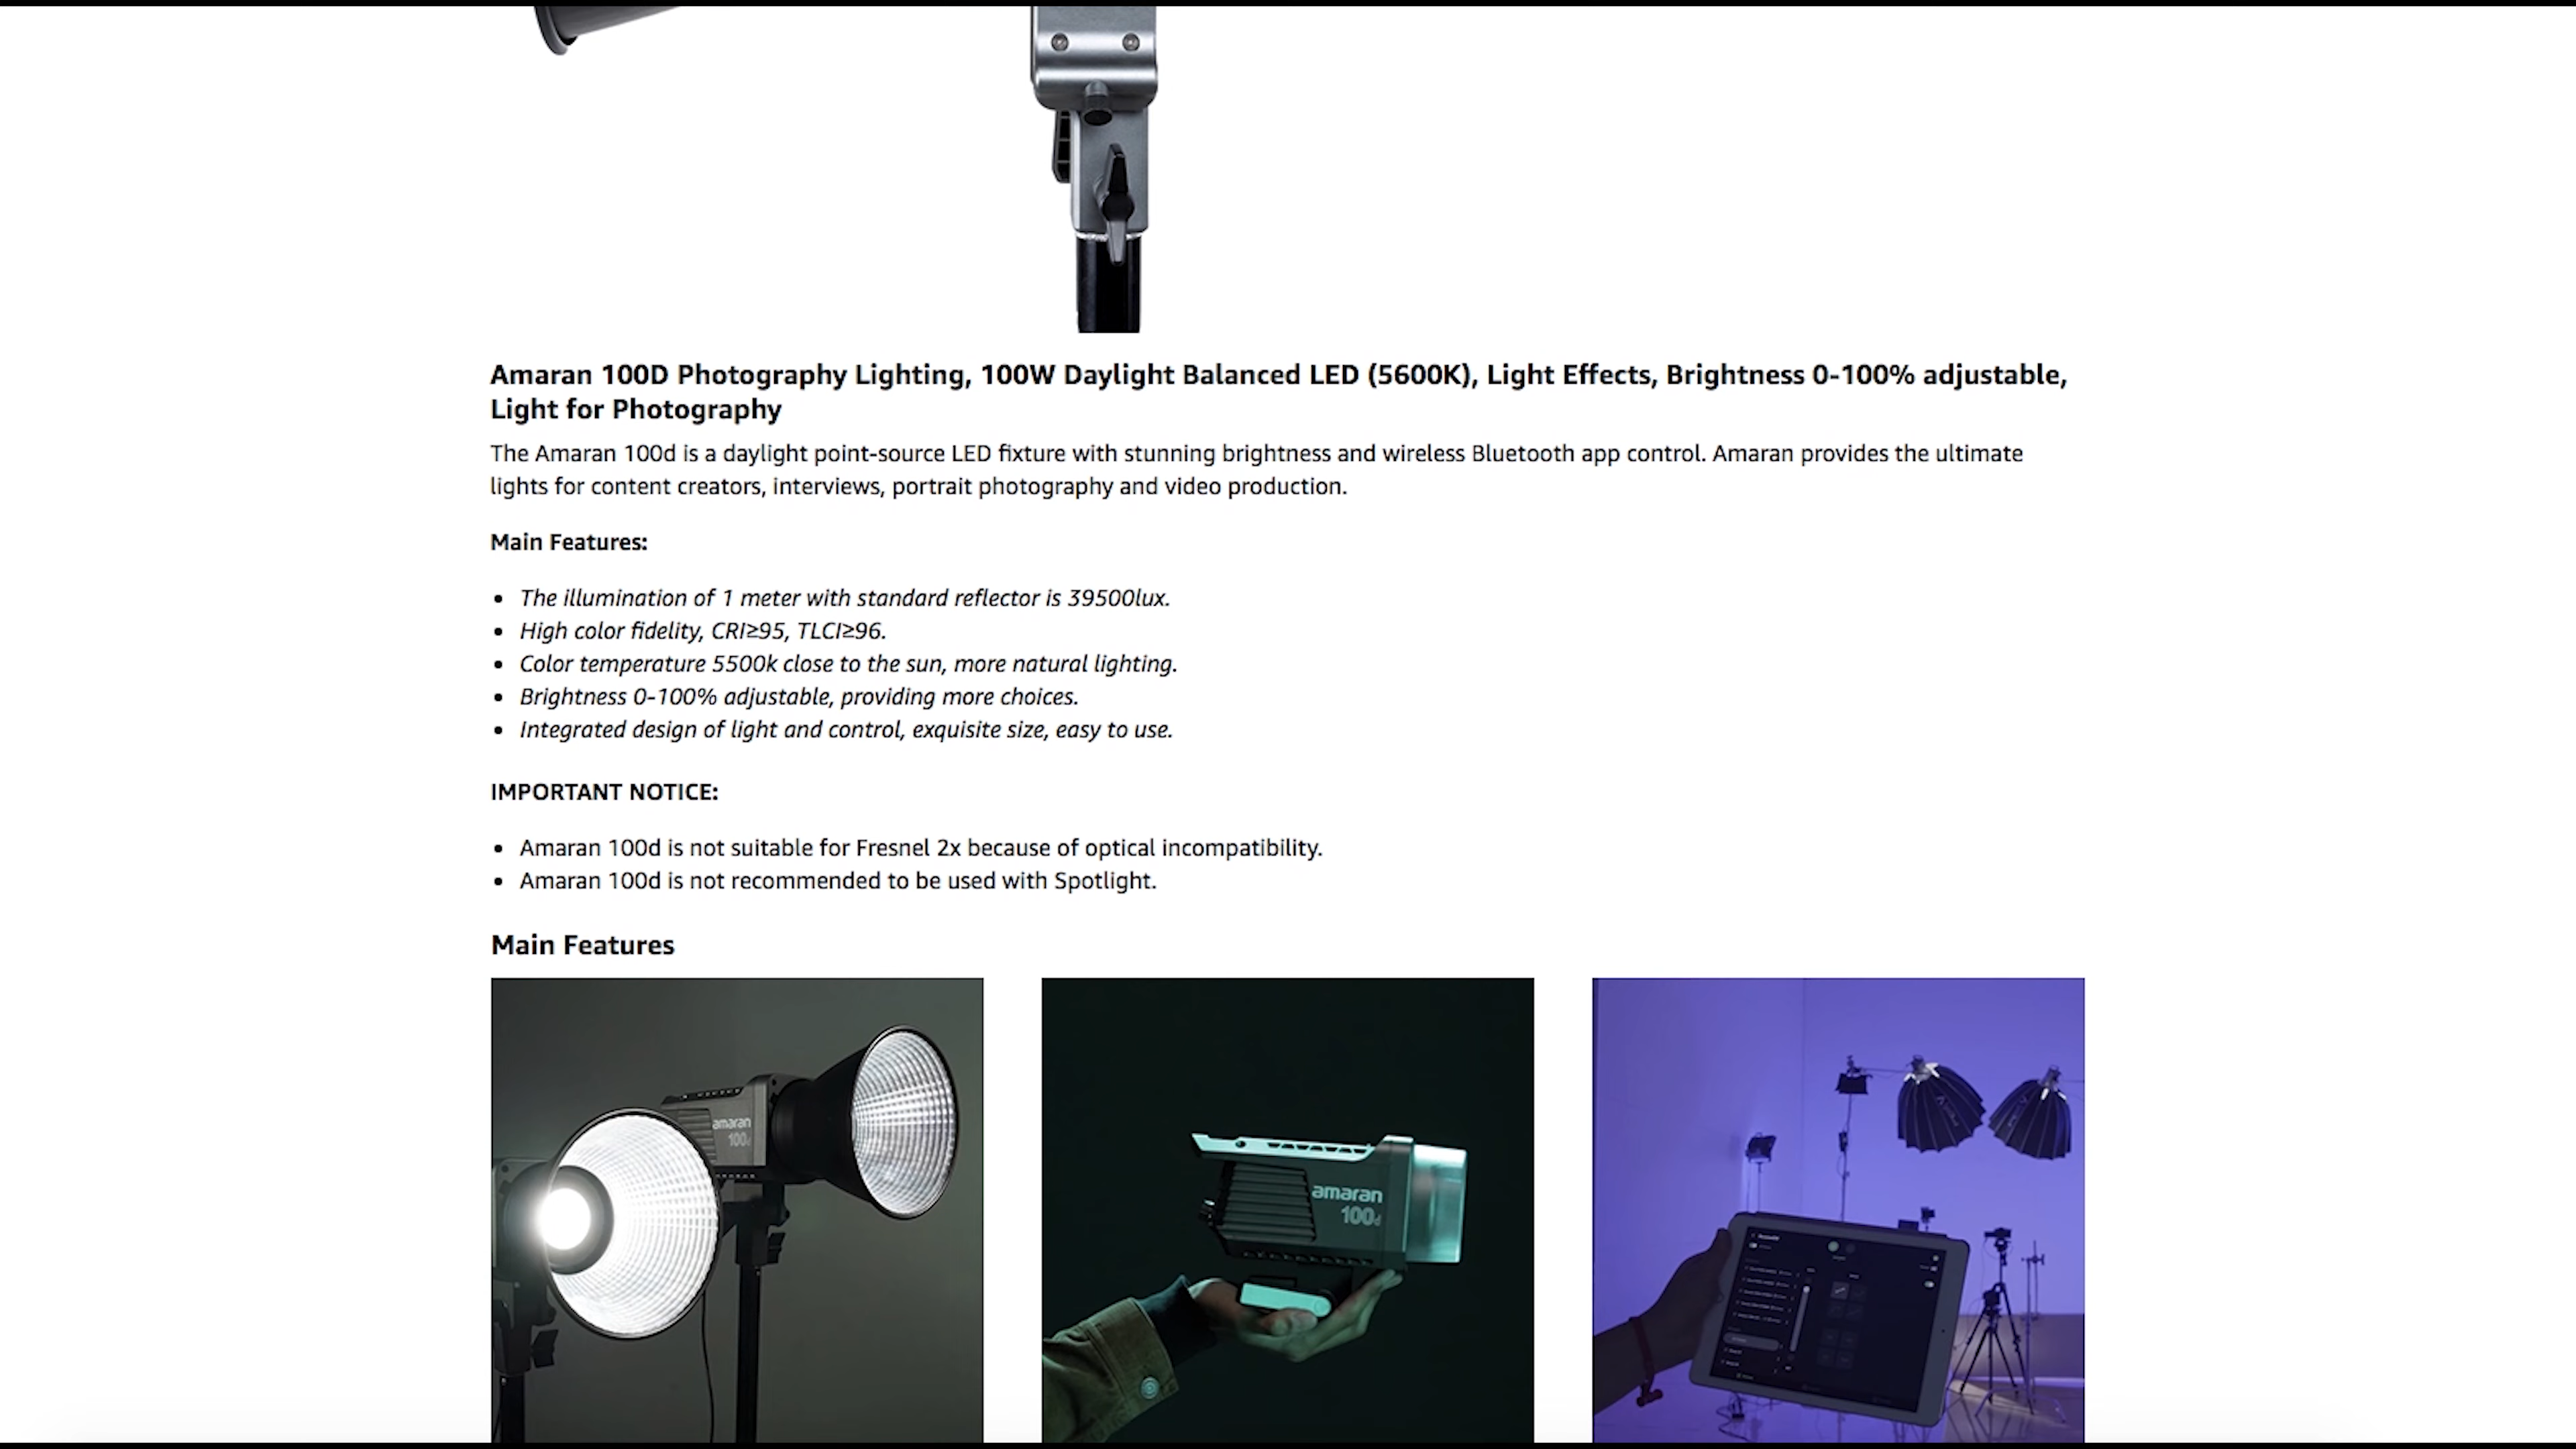 Amaran 100D Photography Lighting, 100W Daylight Balanced LED (5600K), Light Effects, Brightness 0-100% adjustable,
Light for Photography
The Amaran 100d is a daylight point-source LED fixture with stunning brightness and wireless Bluetooth app control. Amaran provides the ultimate
lights for content creators, interviews, portrait photography and video production.
Main Features:
• The illumination of 1 meter with standard reflector is 39500lux.
• High color fidelity, CRI≥95, TLCI≥96.
• Color temperature 5500k close to the sun, more natural lighting.
• Brightness 0-100% adjustable, providing more choices.
• Integrated design of light and control, exquisite size, easy to use.
IMPORTANT NOTICE:
• Amaran 100d is not suitable for Fresnel 2x because of optical incompatibility.
• Amaran 100d is not recommended to be used with Spotlight.
Main Features
amaran
100d
amaran
100d